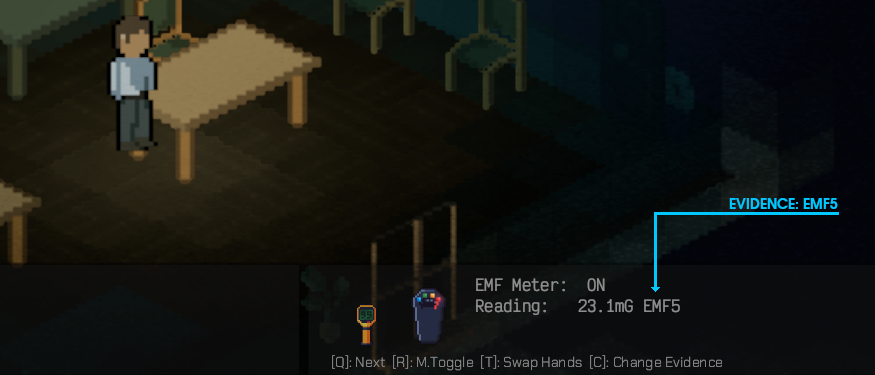 EVIDENCE: EMF5
EMF Meter: ON
Reading: 23.1mG EMF5
[Q]: Next [R]: M.Toggle [T]: Swap Hands [C]: Change Evidence